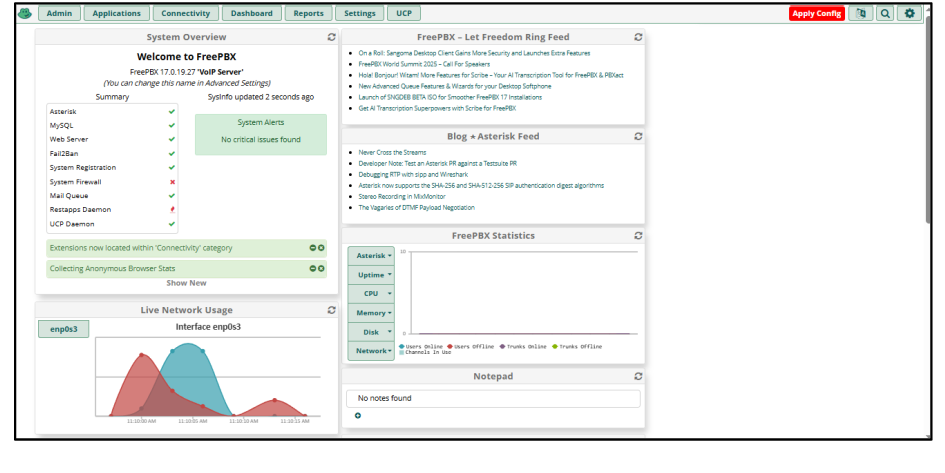 Admin Applications Connectivity Dashboard Reports Settings UCP Apply Config
System Overview
Welcome to FreePBX
FreePBX 17.0.19.27 'VoIP Server'
(You can change this name in Advanced Settings)
Summary
SysInfo updated 2 seconds ago
Asterisk
MySQL
Web Server
Fail2Ban
System Registration
System Firewall
Mail Queue
Restapps Daemon
UCP Daemon
System Alerts
No critical issues found
Extensions now located within 'Connectivity' category
Collecting Anonymous Browser Stats
Show New
Live Network Usage
enp0s3
Interface enp0s3
11:10:00 AM 11:10:05 AM 11:10:10 AM 11:10:15 AM
FreePBX – Let Freedom Ring Feed
On a Roll: Sangoma Desktop Client Gains More Security and Launches Extra Features
FreePBX World Summit 2025 – Call For Speakers
Hola! Bonjour! Witam! More Features for Scribe – Your AI Transcription Tool for FreePBX & PBXact
New Advanced Queue Features & Wizards for your Desktop Softphone
Launch of SNGDEB BETA ISO for Smoother FreePBX 17 Installations
Get AI Transcription Superpowers with Scribe for FreePBX
Blog ★ Asterisk Feed
Never Cross the Streams
Developer Note: Test an Asterisk PR against a Testsuite PR
Debugging RTP with sipp and Wireshark
Asterisk now supports the SHA-256 and SHA-512-256 SIP authentication digest algorithms
Stereo Recording in MixMonitor
The Vagaries of DTMF Payload Negotiation
FreePBX Statistics
Asterisk
Uptime
CPU
Memory
Disk
Network
10
0
Users Online Users Offline Trunks Online Trunks Offline
Channels In Use
Notepad
No notes found